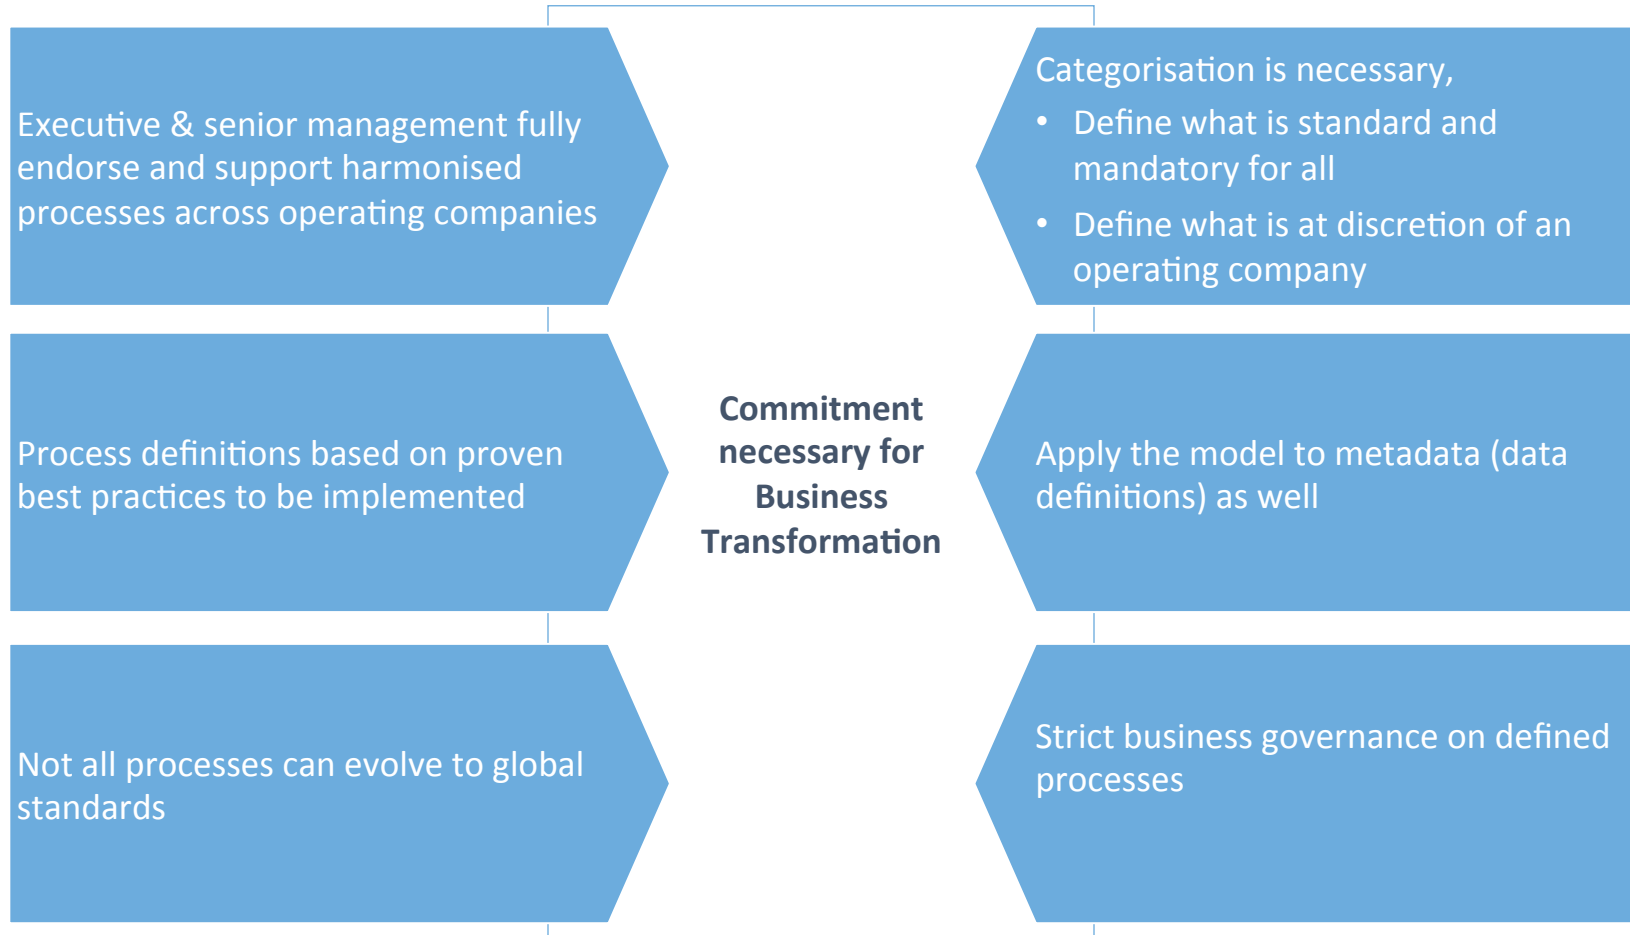 Executive & senior management fully
endorse and support harmonised
processes across operating companies
Process definitions based on proven
best practices to be implemented
Not all processes can evolve to global
standards
Commitment
necessary for
Business
Transformation
Categorisation is necessary,
• Define what is standard and
mandatory for all
• Define what is at discretion of an
operating company
Apply the model to metadata (data
definitions) as well
Strict business governance on defined
processes